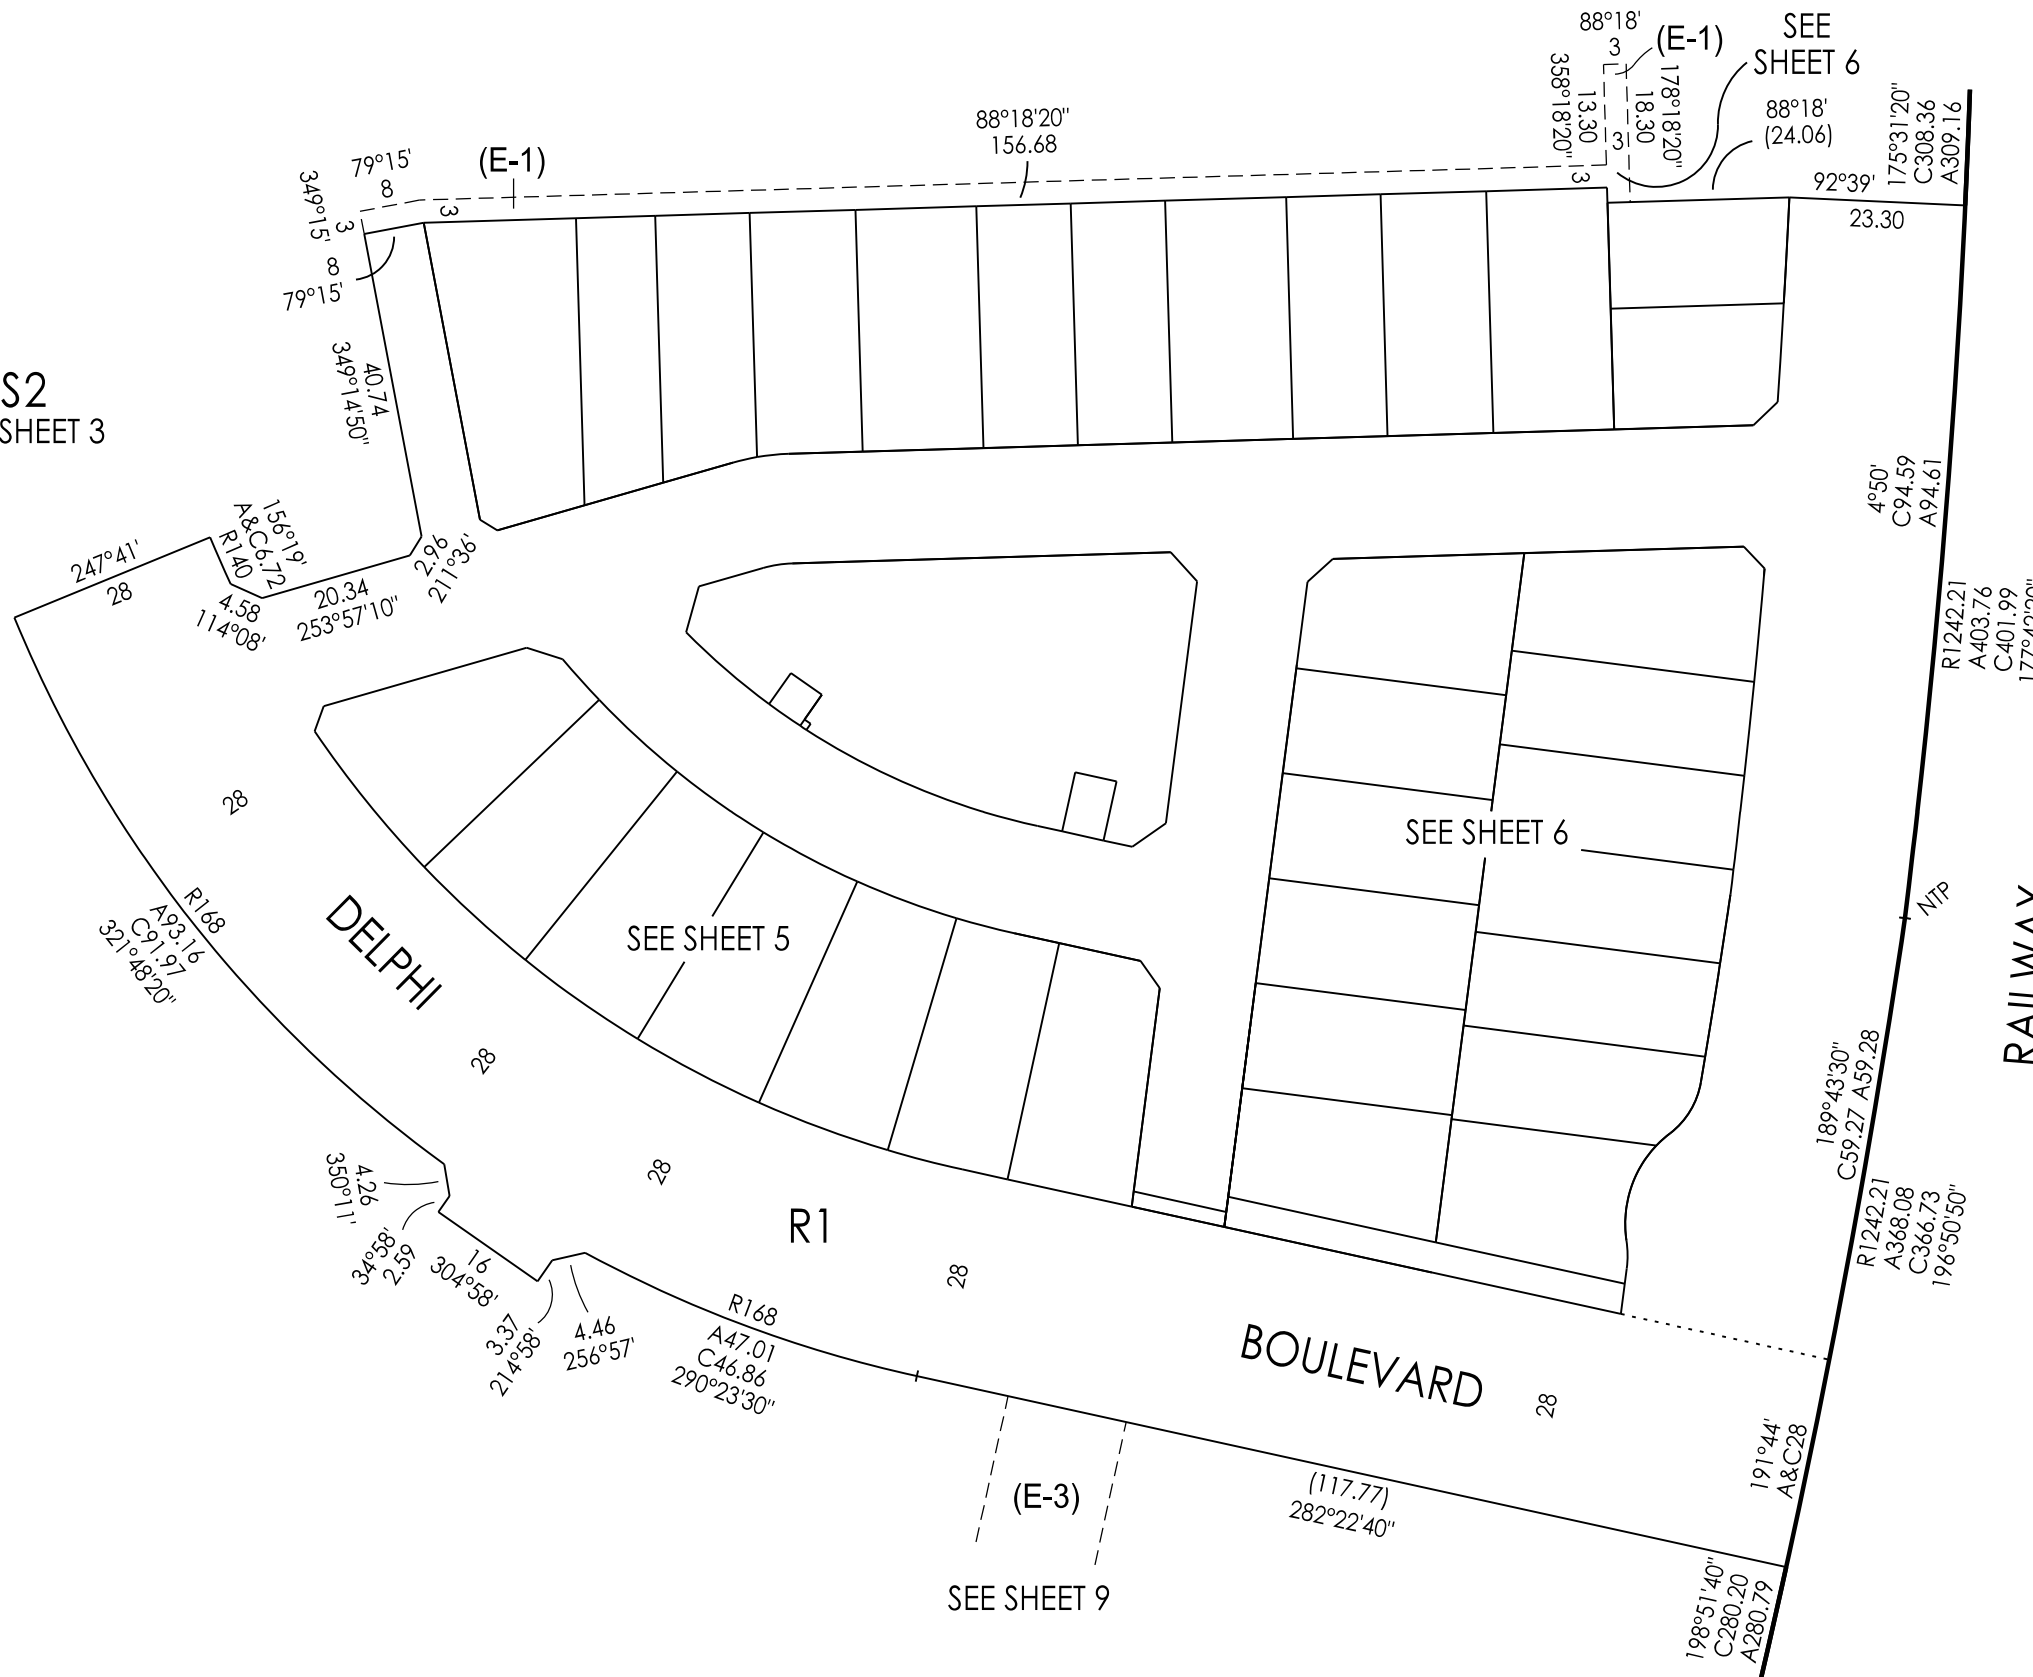 88°18'
3
(E-1)
SEE
SHEET 6
358°18'20"
13.30
178°18'20"
18.30
3
88°18'
(24.06)
175°31'20"
C308.36
A309.16
88°18'20"
156.68
79°15'
8
(E-1)
349°15'
3
3
3
8
79°15'
92°39'
23.30
40.74
349°14'50"
S2
SHEET 3
4°50'
C94.59
A94.61
156°19'
A&C6.72
R140
247°41'
28
4.58
114°08'
20.34
253°57'10"
2.96
211°36'
R1242.21
A403.76
C401.99
28
SEE SHEET 6
R168
A93.16
C91.97
321°48'20"
DELPHI
SEE SHEET 5
NTP
RAILWAY
28
28
189°43'30"
C59.27 A59.28
4.26
350°11'
34°58'
2.59
16
304°58'
3.37
214°58'
4.46
256°57'
R1
28
R1242.21
A368.08
C366.73
196°50'50"
R168
A47.01
C46.86
290°23'30"
BOULEVARD
28
191°44'
A&C28
(E-3)
(117.77)
282°22'40"
SEE SHEET 9
198°51'40"
C280.20
A280.79